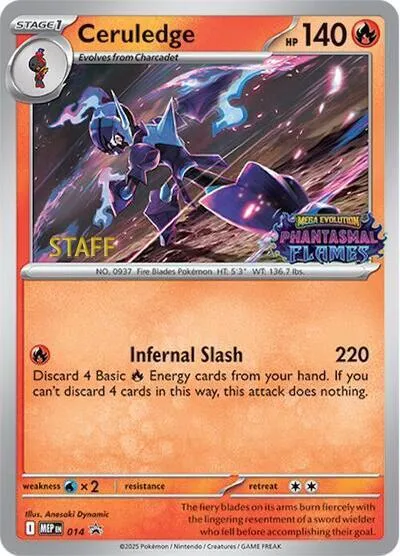 STAGE 1
Ceruledge
HP 140
Evolves from Charcadet
STAFF
MEGA EVOLUTION
PHANTASMAL
FLAMES
NO. 0937 Fire Blades Pokémon HT: 5'3" WT: 136.7 lbs.
Infernal Slash 220
Discard 4 Basic Energy cards from your hand. If you
can't discard 4 cards in this way, this attack does nothing.
weakness ×2 resistance retreat
Illus. Anesaki Dynamic
I MEP EN 014
The fiery blades on its arms burn fiercely with
the lingering resentment of a sword wielder
who fell before accomplishing their goal.
©2025 Pokémon / Nintendo / Creatures / GAME FREAK